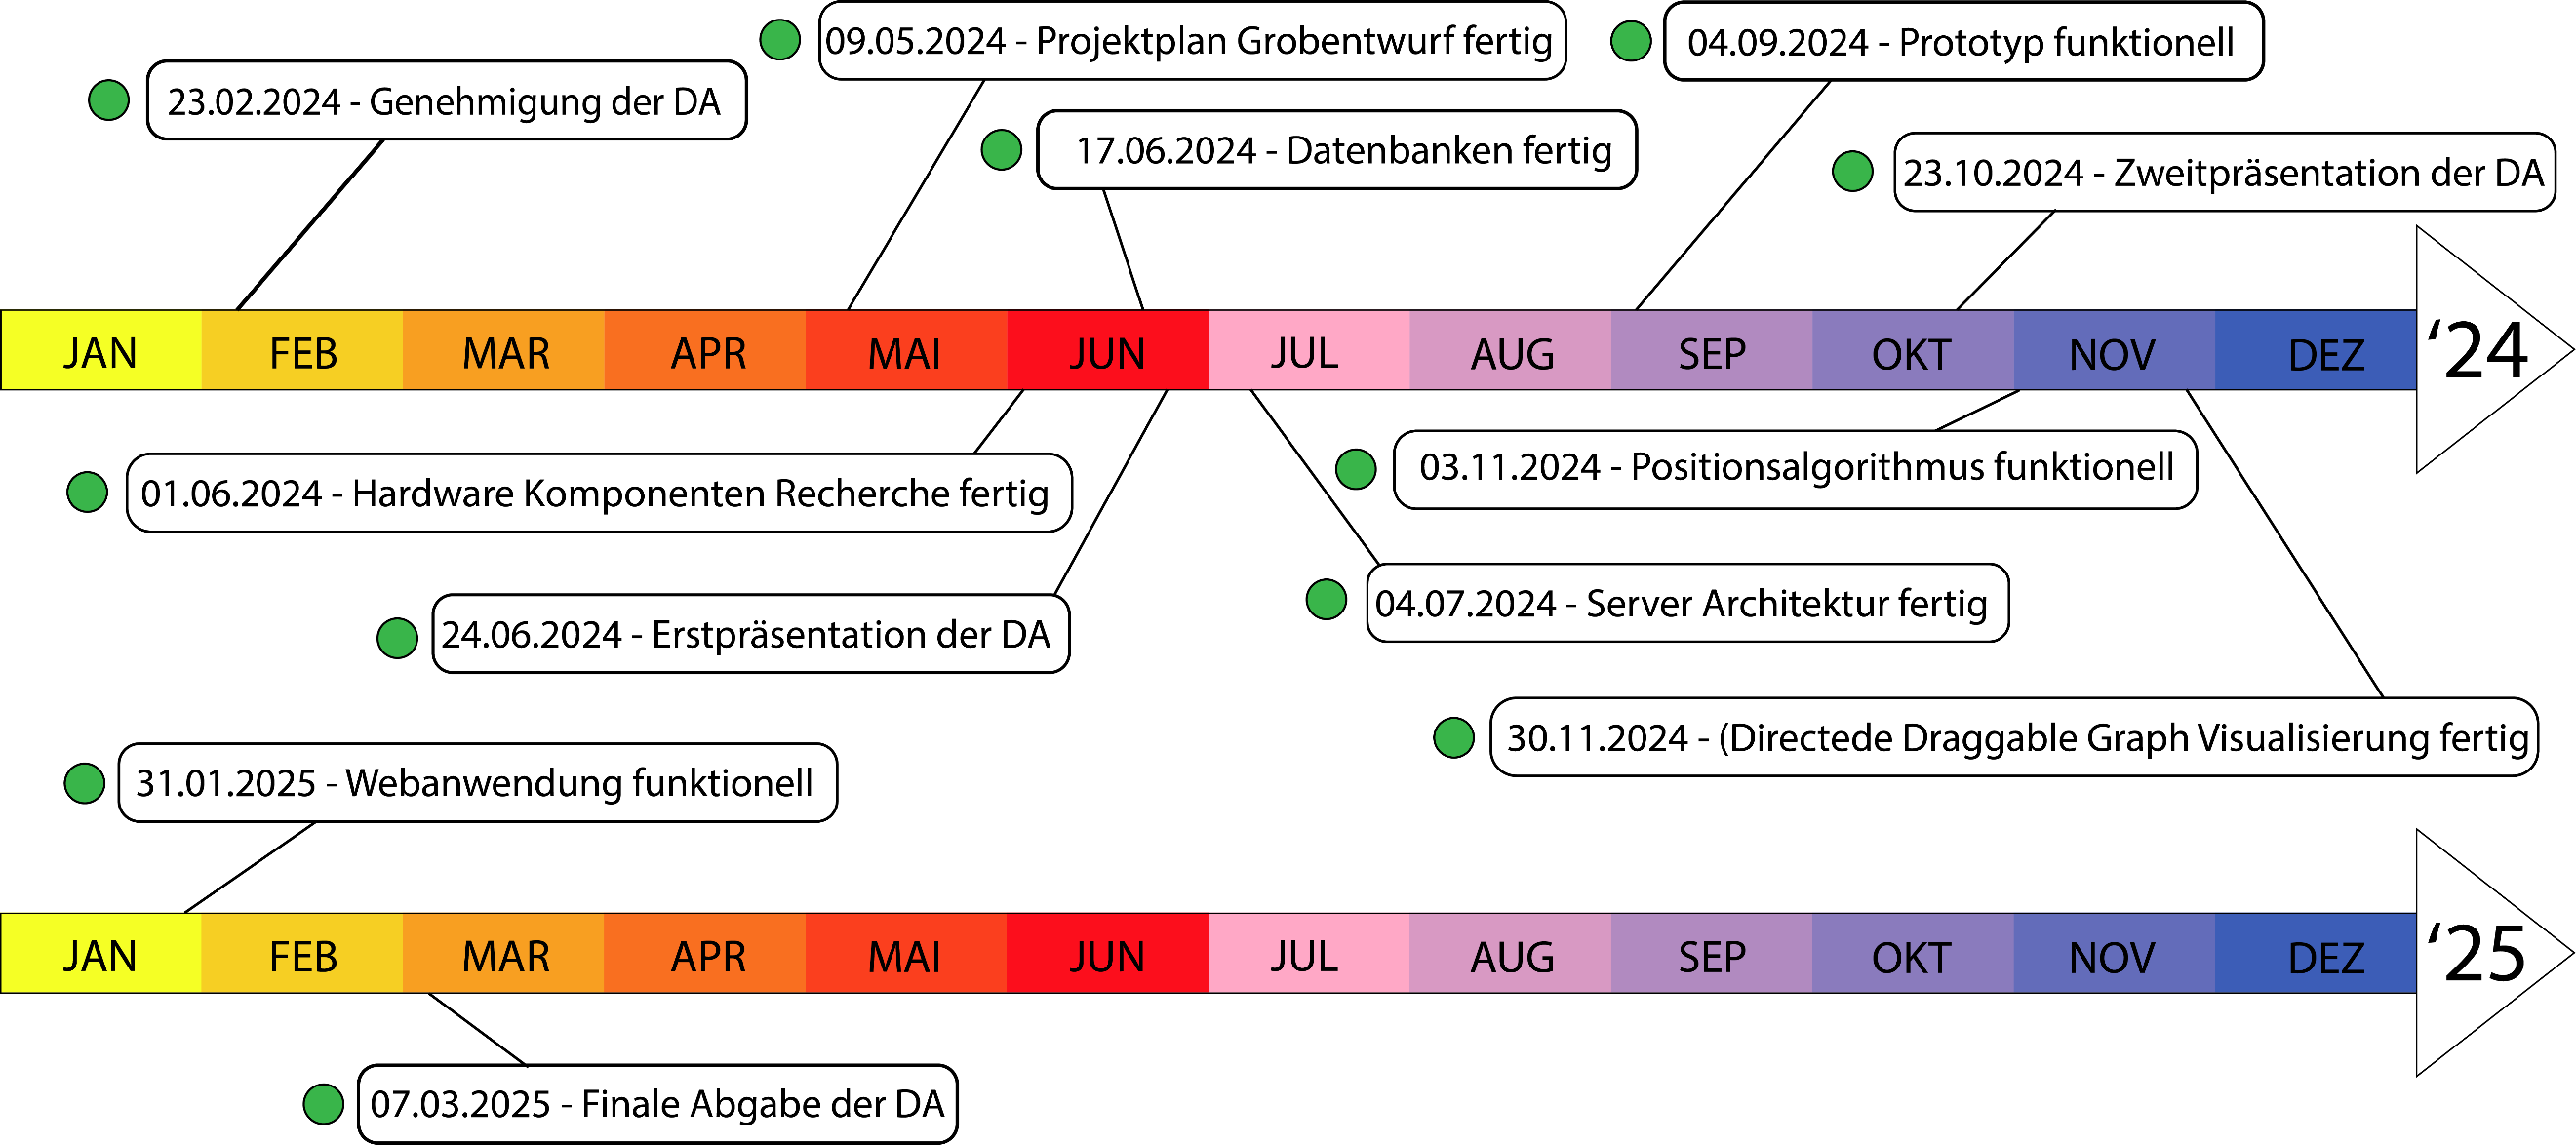 09.05.2024 - Projektplan Grobentwurf fertig
04.09.2024 - Prototyp funktionell
23.02.2024 - Genehmigung der DA
17.06.2024 - Datenbanken fertig
23.10.2024 - Zweitpräsentation der DA
JAN FEB MAR APR MAI JUN JUL AUG SEP OKT NOV DEZ ‘24
01.06.2024 - Hardware Komponenten Recherche fertig
03.11.2024 - Positionsalgorithmus funktionell
04.07.2024 - Server Architektur fertig
24.06.2024 - Erstpräsentation der DA
30.11.2024 - (Directede Draggable Graph Visualisierung fertig
31.01.2025 - Webanwendung funktionell
JAN FEB MAR APR MAI JUN JUL AUG SEP OKT NOV DEZ ‘25
07.03.2025 - Finale Abgabe der DA